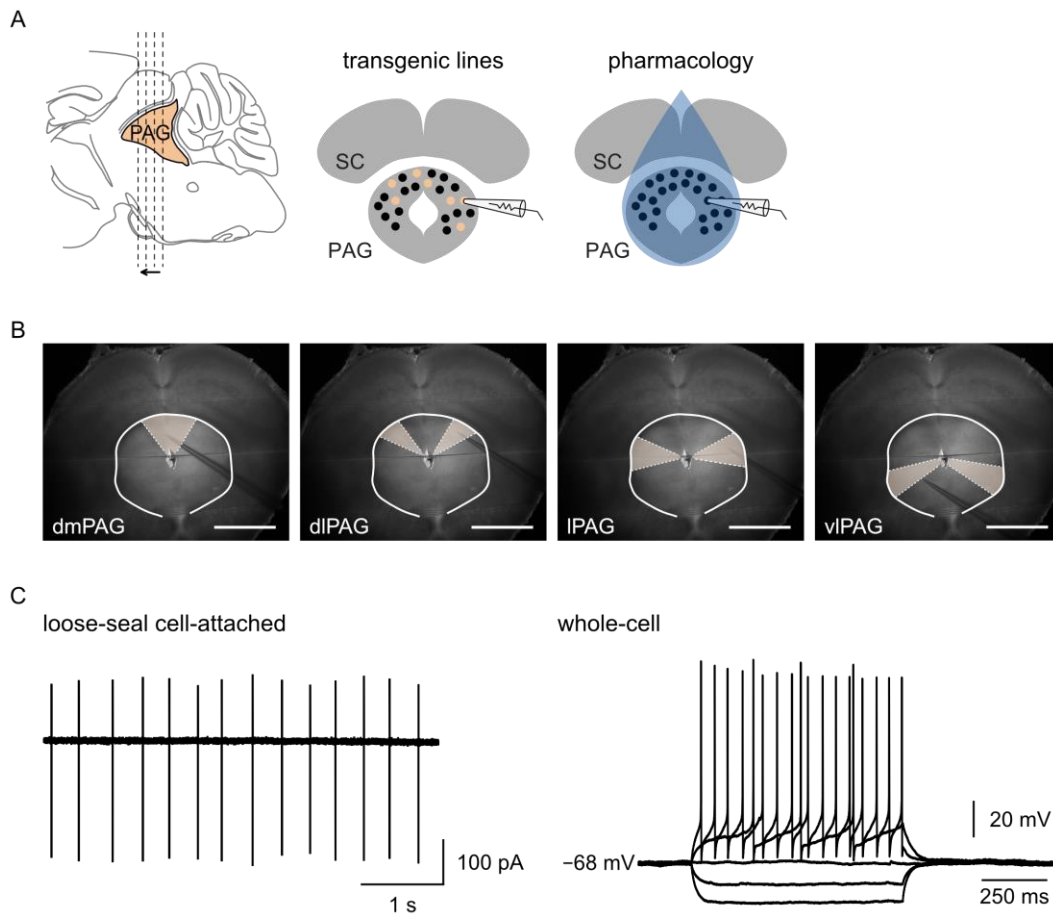 A
transgenic lines
pharmacology
PAG
SC
PAG
SC
PAG
B
dmPAG
dlPAG
lPAG
vlPAG
C
loose-seal cell-attached
whole-cell
100 pA
1 s
−68 mV
20 mV
250 ms